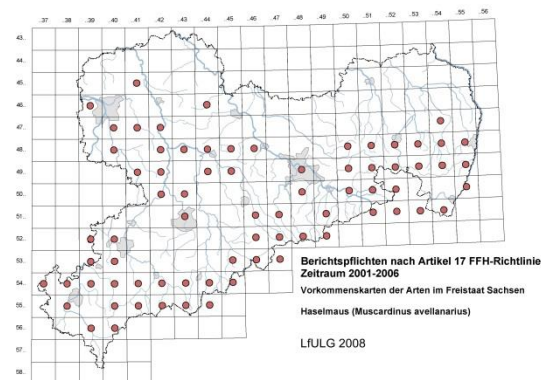 .37 .38 .39 .40 .41 .42 .43 .44 .45 .46 .47 .48 .49 .50 .51 .52 .53 .54 .55 .56
43.
44.
45.
46.
47.
48.
49.
50.
51.
52.
53.
54.
55.
56.
58.
Berichtspflichten nach Artikel 17 FFH-Richtlinie
Zeitraum 2001-2006
Vorkommenskarten der Arten im Freistaat Sachsen
Haselmaus (Muscardinus avellanarius)
LfULG 2008